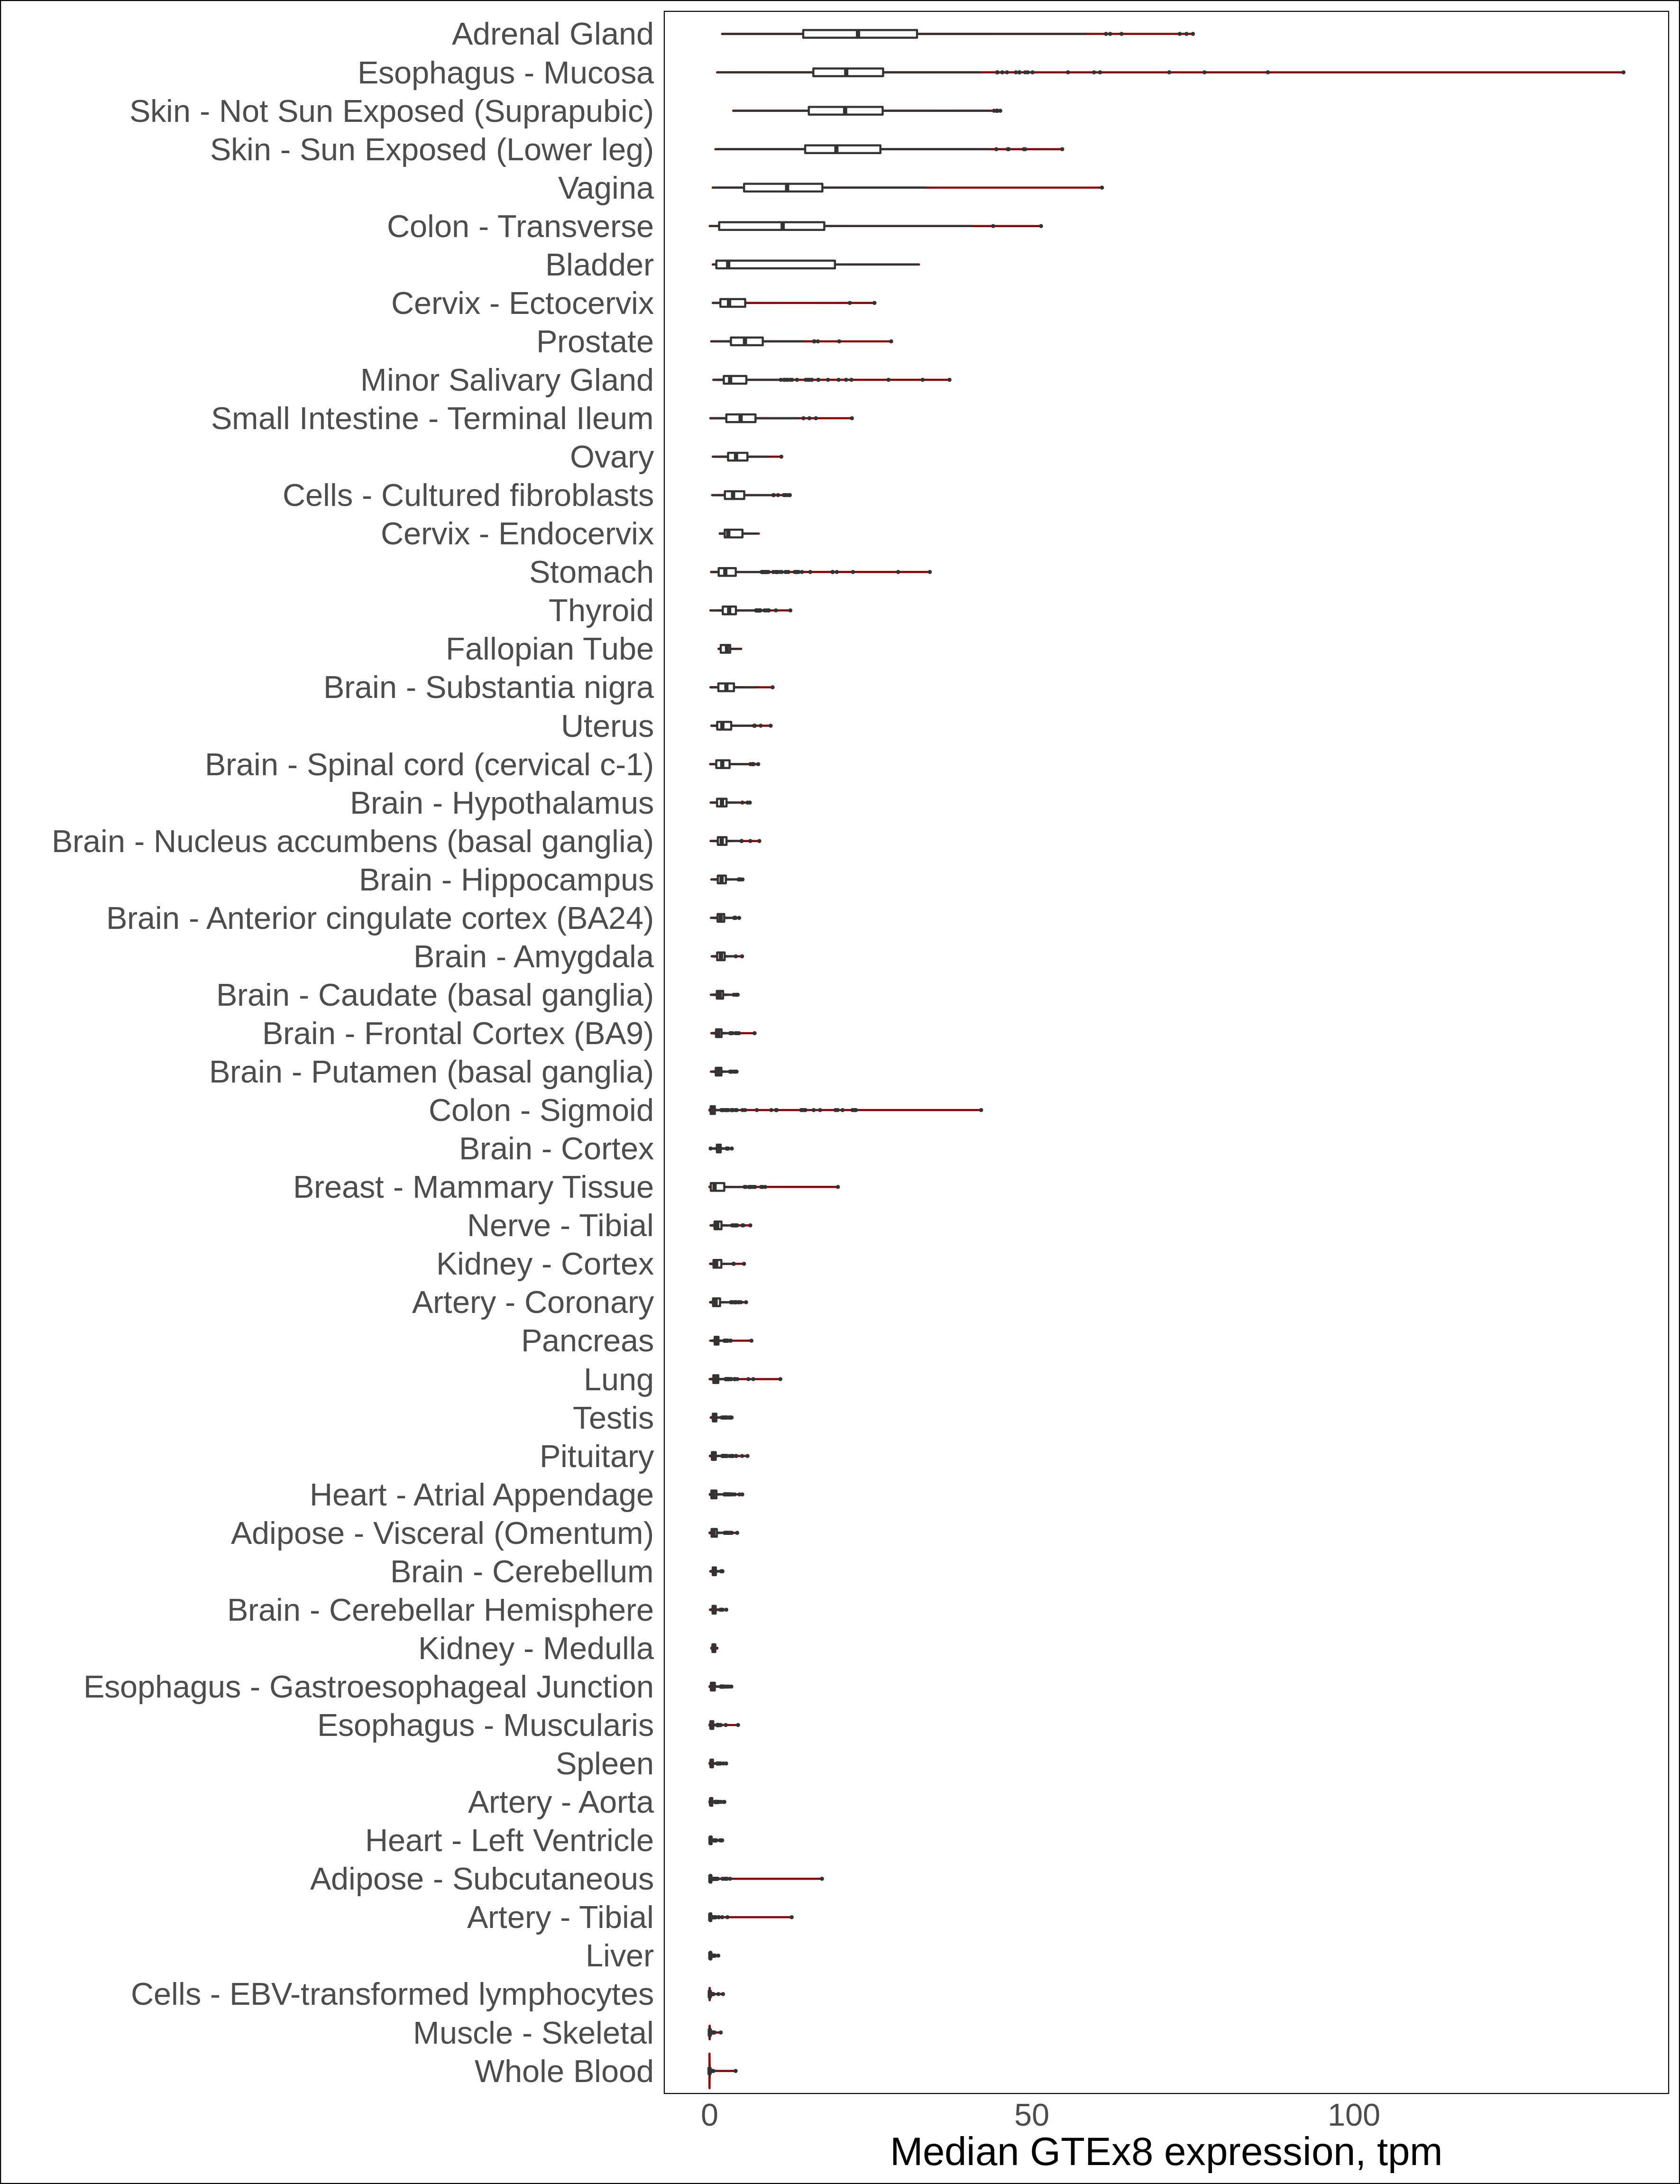 Adrenal Gland
Esophagus - Mucosa
Skin - Not Sun Exposed (Suprapubic)
Skin - Sun Exposed (Lower leg)
Vagina
Colon - Transverse
Bladder
Cervix - Ectocervix
Prostate
Minor Salivary Gland
Small Intestine - Terminal Ileum
Ovary
Cells - Cultured fibroblasts
Cervix - Endocervix
Stomach
Thyroid
Fallopian Tube
Brain - Substantia nigra
Uterus
Brain - Spinal cord (cervical c-1)
Brain - Hypothalamus
Brain - Nucleus accumbens (basal ganglia)
Brain - Hippocampus
Brain - Anterior cingulate cortex (BA24)
Brain - Amygdala
Brain - Caudate (basal ganglia)
Brain - Frontal Cortex (BA9)
Brain - Putamen (basal ganglia)
Colon - Sigmoid
Brain - Cortex
Breast - Mammary Tissue
Nerve - Tibial
Kidney - Cortex
Artery - Coronary
Pancreas
Lung
Testis
Pituitary
Heart - Atrial Appendage
Adipose - Visceral (Omentum)
Brain - Cerebellum
Brain - Cerebellar Hemisphere
Kidney - Medulla
Esophagus - Gastroesophageal Junction
Esophagus - Muscularis
Spleen
Artery - Aorta
Heart - Left Ventricle
Adipose - Subcutaneous
Artery - Tibial
Liver
Cells - EBV-transformed lymphocytes
Muscle - Skeletal
Whole Blood
0 50 100
Median GTEx8 expression, tpm